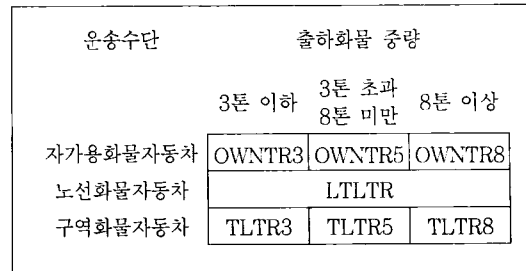 운송수단 출하화물 중량
3톤 이하 3톤 초과 8톤 미만 8톤 이상
자가용화물자동차 OWNTR3 OWNTR5 OWNTR8
노선화물자동차 LTLTR
구역화물자동차 TLTR3 TLTR5 TLTR8